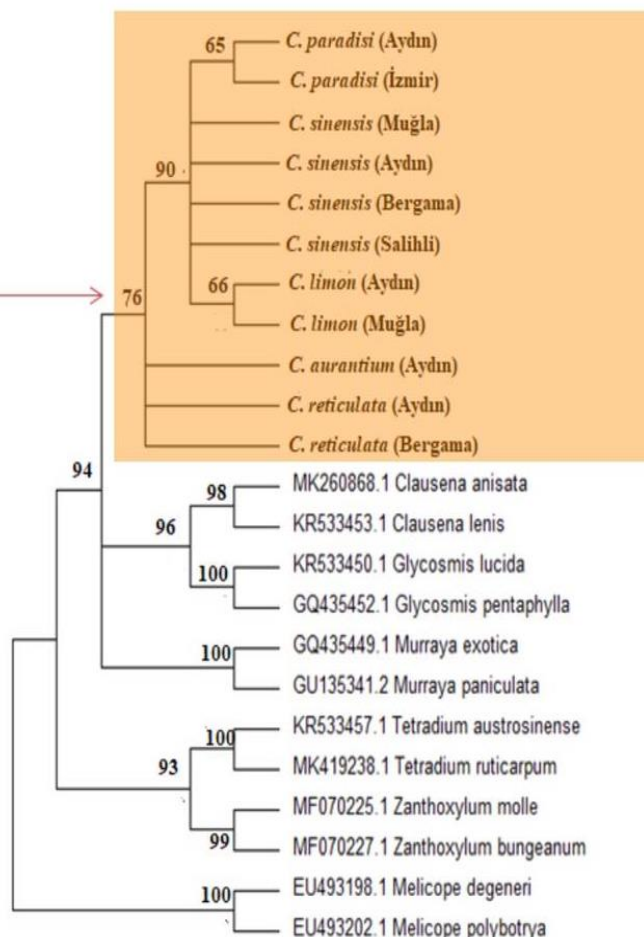 65
C. paradisi (Aydın)
C. paradisi (İzmir)
C. sinensis (Muğla)
90
C. sinensis (Aydın)
C. sinensis (Bergama)
C. sinensis (Salihli)
66
C. limon (Aydın)
76
C. limon (Muğla)
C. aurantium (Aydın)
C. reticulata (Aydın)
C. reticulata (Bergama)
94
98
MK260868.1 Clausena anisata
96
KR533453.1 Clausena lenis
KR533450.1 Glycosmis lucida
100
GQ435452.1 Glycosmis pentaphylla
GQ435449.1 Murraya exotica
100
GU135341.2 Murraya paniculata
KR533457.1 Tetradium austrosinense
100
93
MK419238.1 Tetradium ruticarpum
MF070225.1 Zanthoxylum molle
99
MF070227.1 Zanthoxylum bungeanum
100
EU493198.1 Melicope degeneri
EU493202.1 Melicope polybotrya